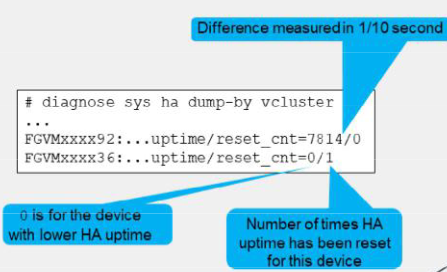 Difference measured in 1/10 second
# diagnose sys ha dump-by vcluster
...
FGVMxxxx92:...uptime/reset_cnt=7814/0
FGVMxxxx36:...uptime/reset_cnt=0/1
0 is for the device
with lower HA uptime
Number of times HA
uptime has been reset
for this device